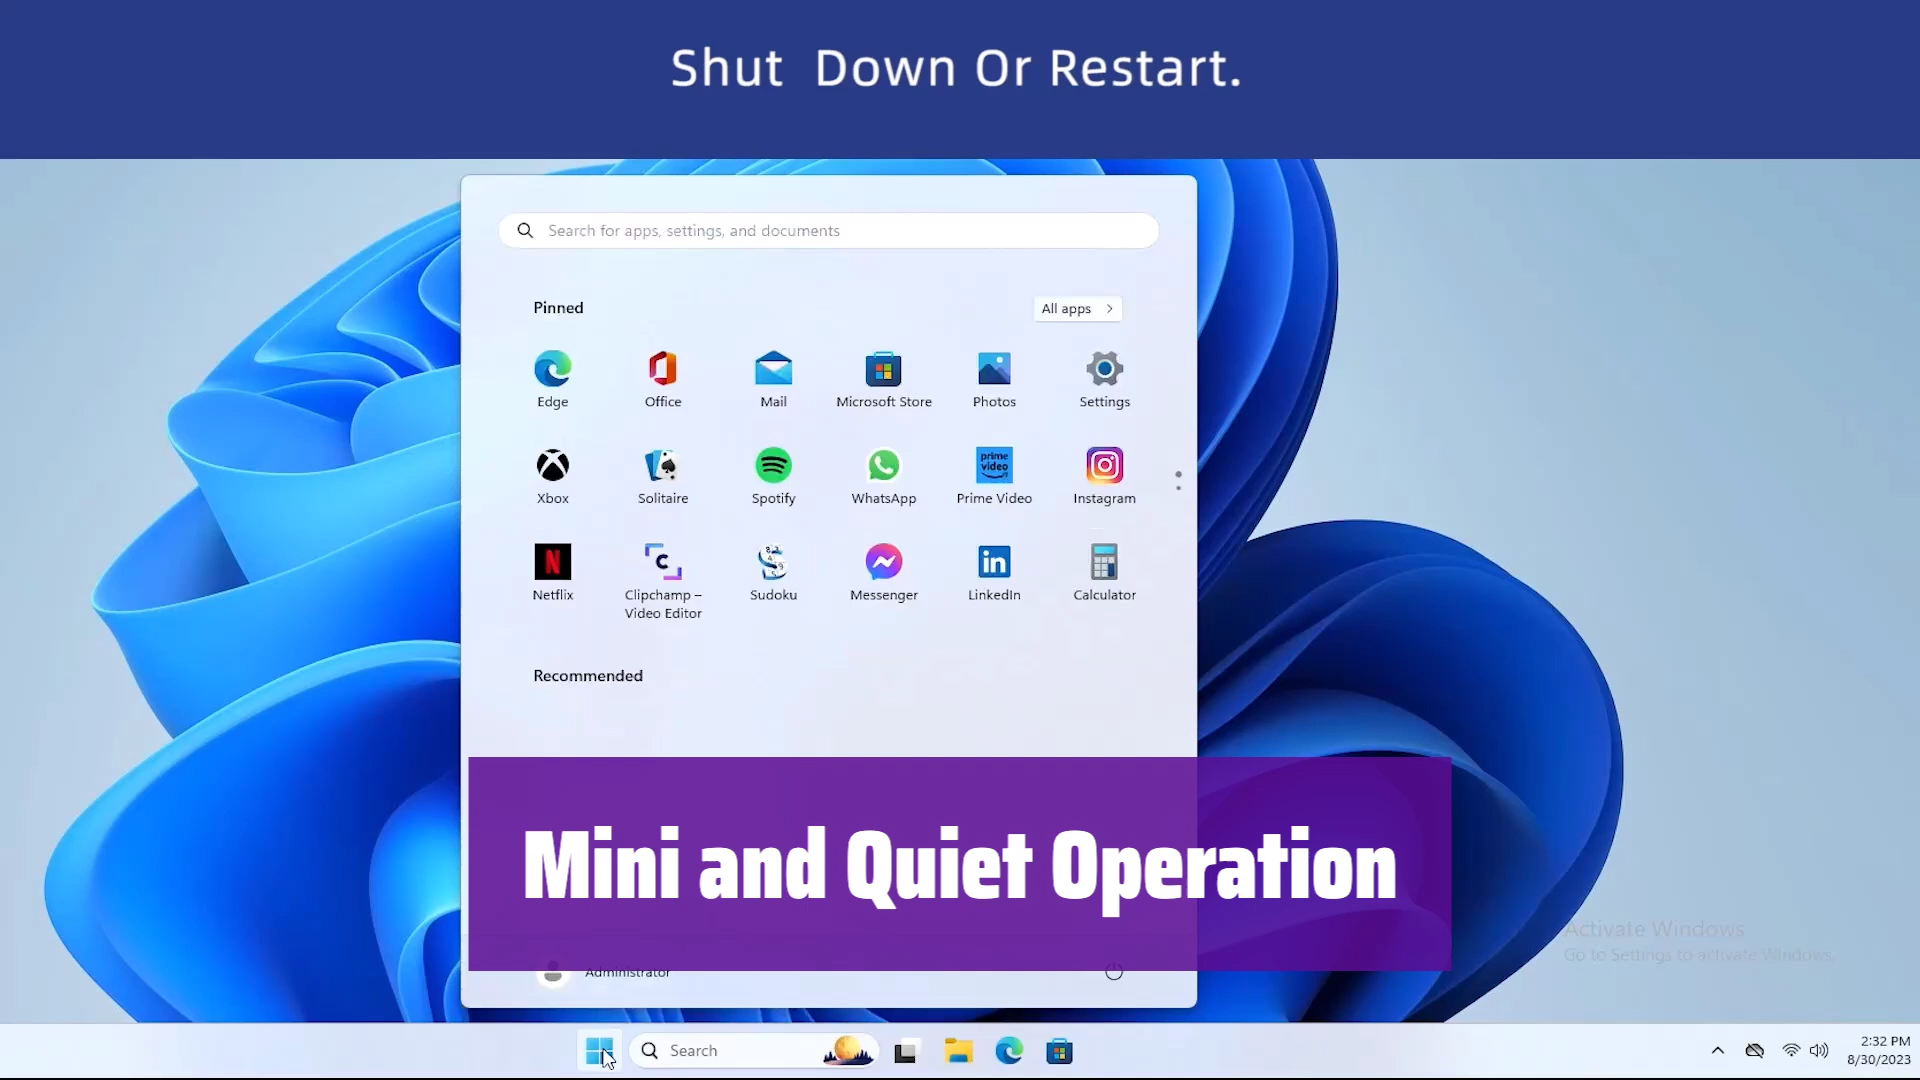 Shut Down Or Restart.
Search for apps, settings, and documents
Pinned
All apps
Edge
Office
Mail
Microsoft Store
Photos
Settings
Xbox
Solitaire
Spotify
WhatsApp
prime video
Prime Video
Instagram
Netflix
Clipchamp –
Video Editor
Sudoku
Messenger
LinkedIn
Calculator
Recommended
Mini and Quiet Operation
Activate Windows
Go to Settings to activate Windows.
Administrator
Search
2:32 PM
8/30/2023